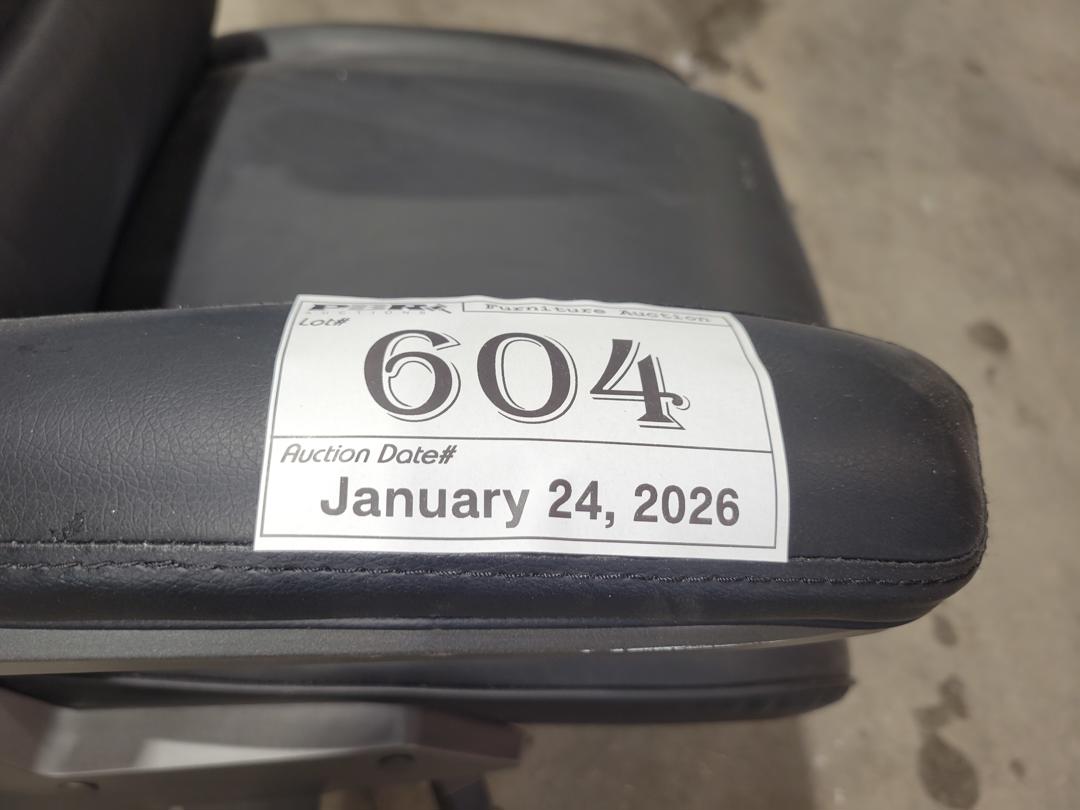 Furniture Auction
Lot#
604
Auction Date#
January 24, 2026